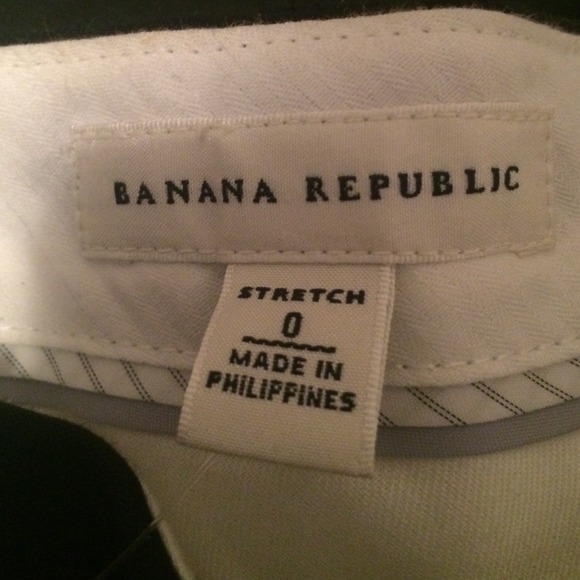 BANANA REPUBLIC
STRETCH
0
MADE IN
PHILIPPINES